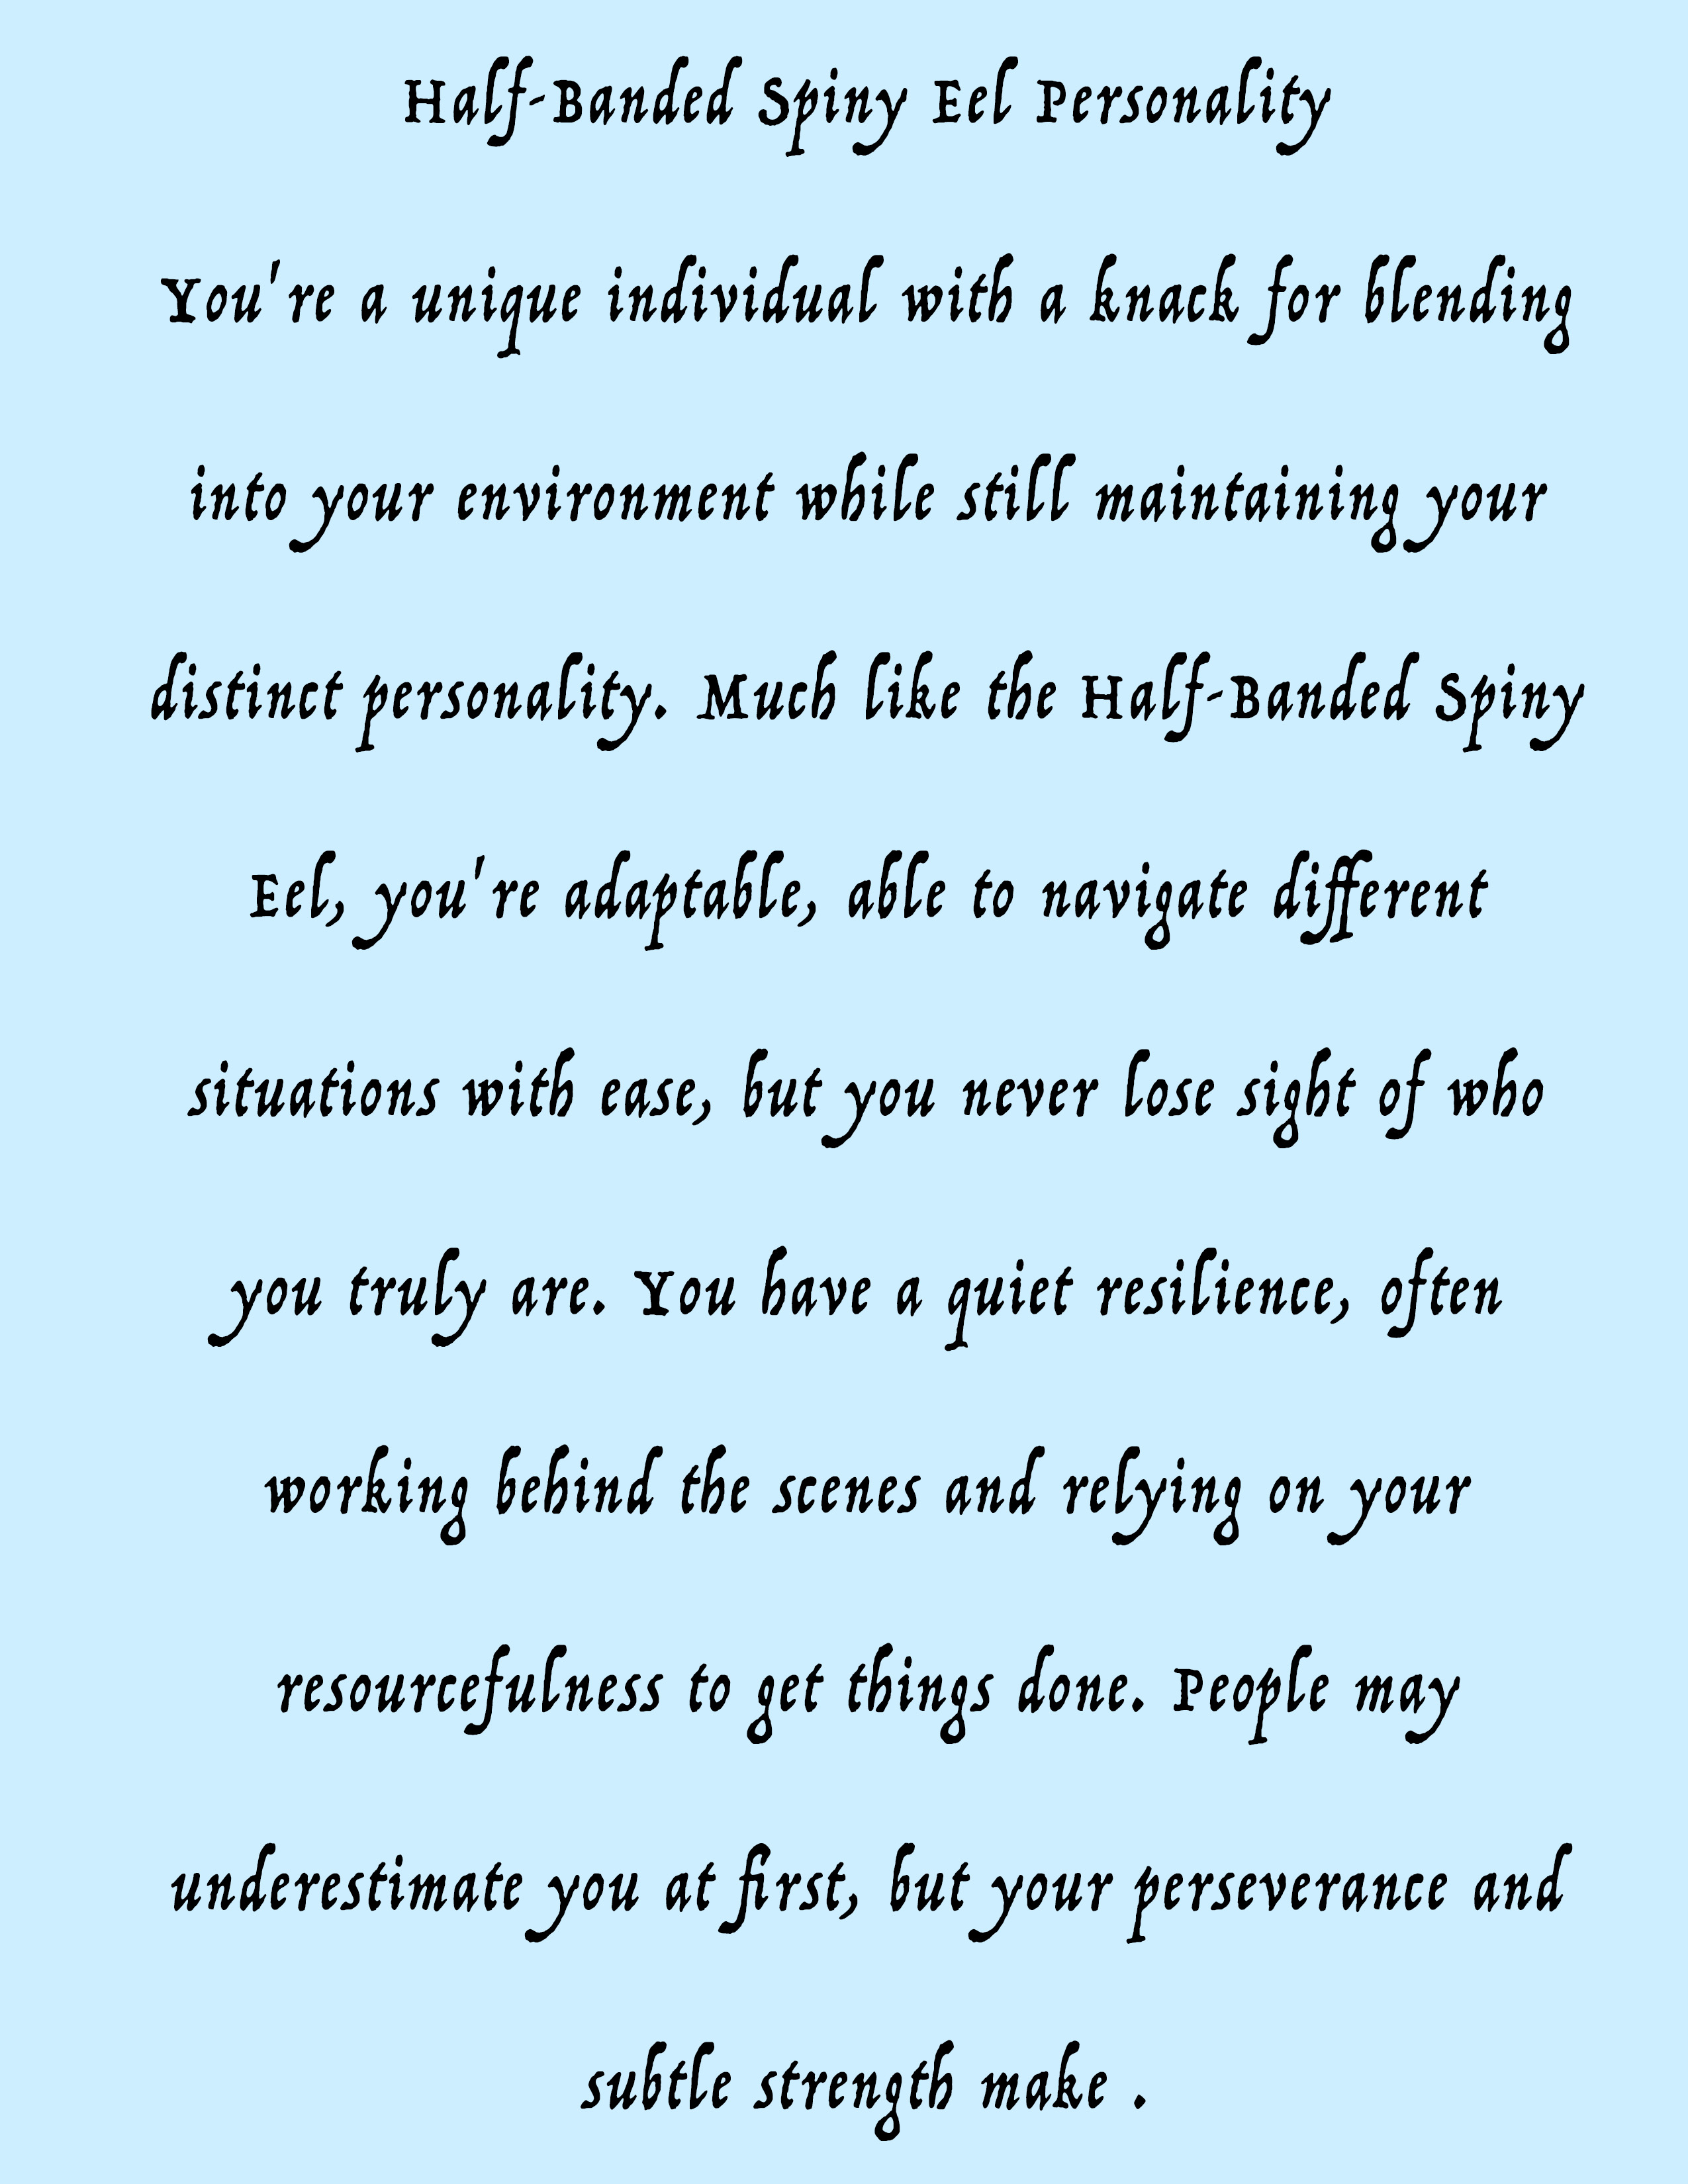 Half-Banded Spiny Eel Personality
You're a unique individual with a knack for blending
into your environment while still maintaining your
distinct personality. Much like the Half-Banded Spiny
Eel, you're adaptable, able to navigate different
situations with ease, but you never lose sight of who
you truly are. You have a quiet resilience, often
working behind the scenes and relying on your
resourcefulness to get things done. People may
underestimate you at first, but your perseverance and
subtle strength make .